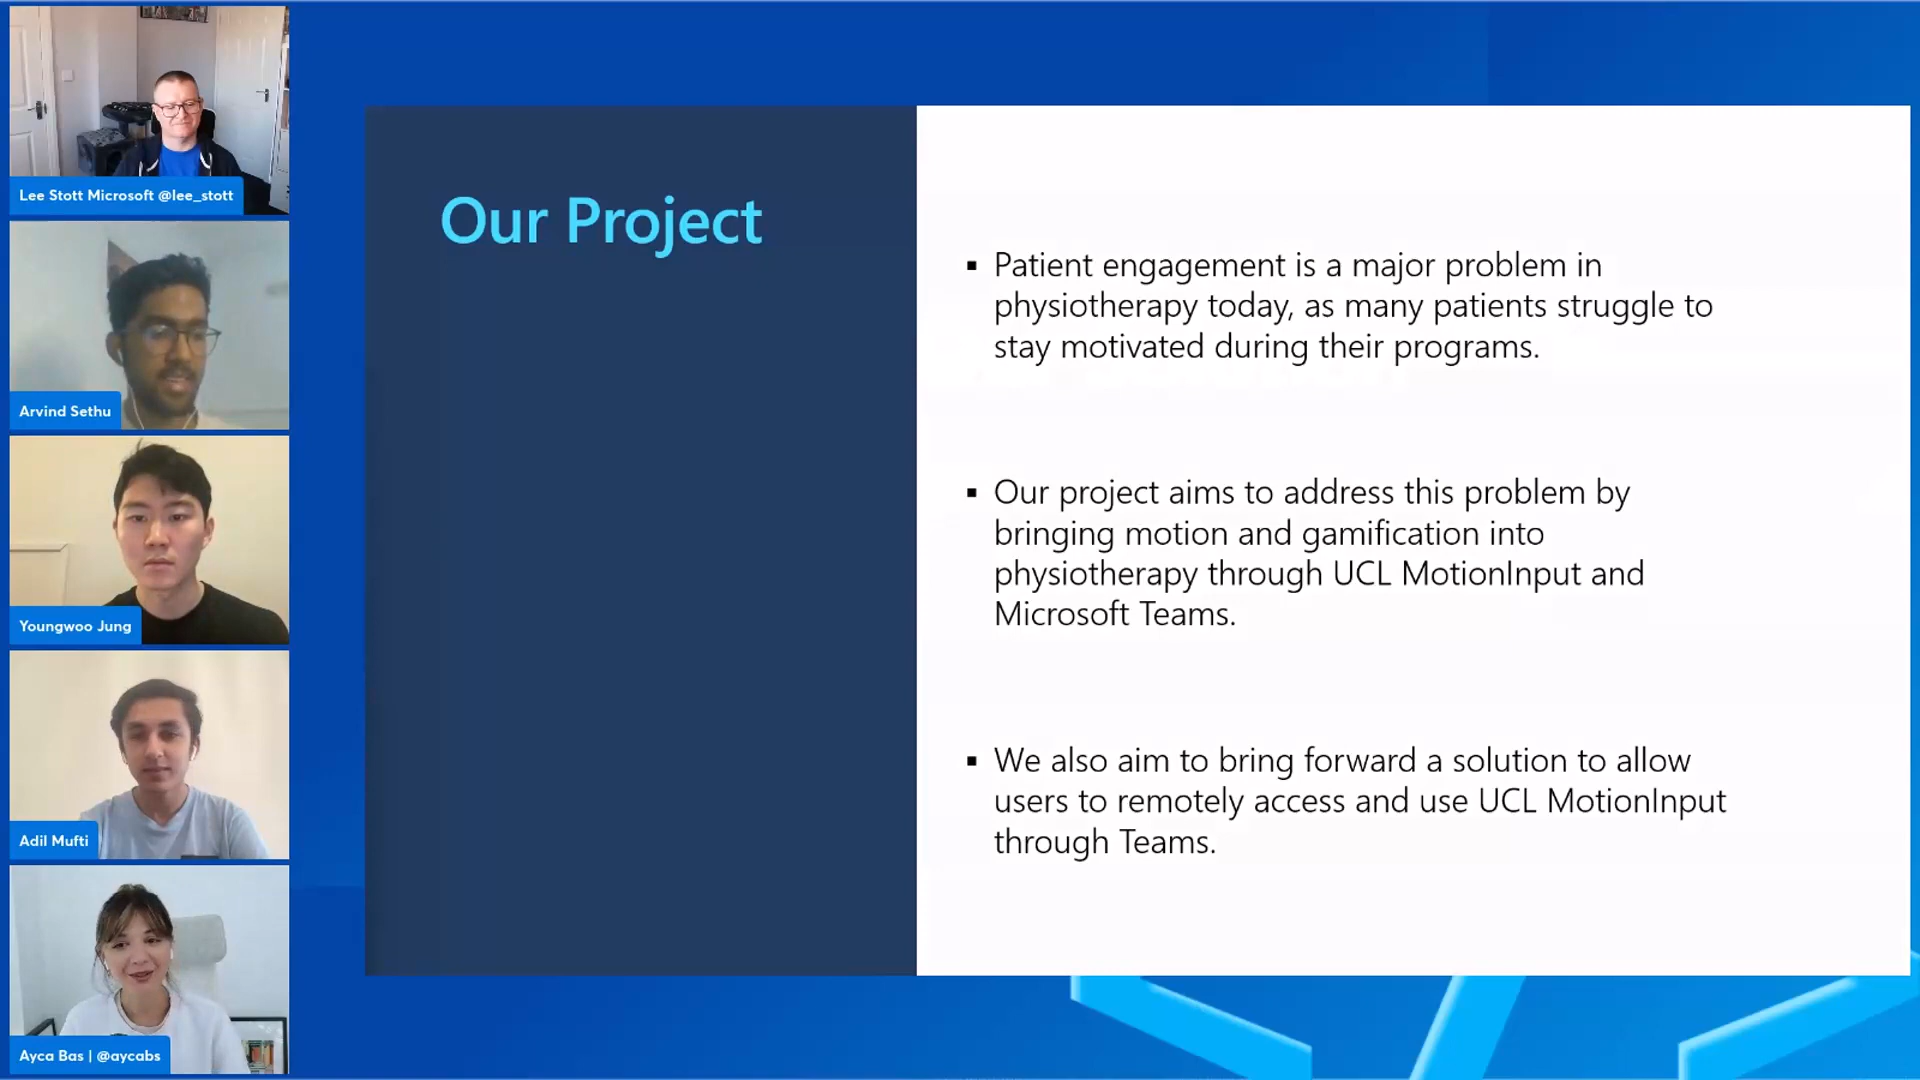 Lee Stott Microsoft @lee_stott
Arvind Sethu
Youngwoo Jung
Adil Mufti
Ayca Bas | @aycabs
Our Project
▪ Patient engagement is a major problem in
physiotherapy today, as many patients struggle to
stay motivated during their programs.
▪ Our project aims to address this problem by
bringing motion and gamification into
physiotherapy through UCL MotionInput and
Microsoft Teams.
▪ We also aim to bring forward a solution to allow
users to remotely access and use UCL MotionInput
through Teams.